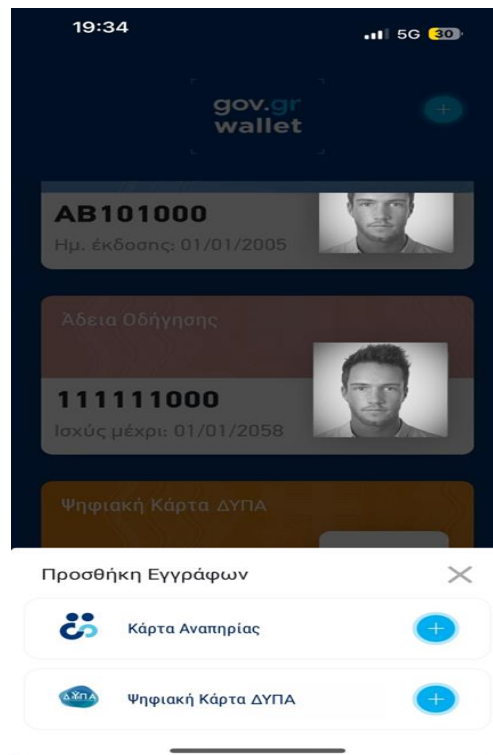 19:34
5G 30
gov.gr
wallet
AB101000
Ημ. έκδοσης: 01/01/2005
Άδεια Οδήγησης
111111000
Ισχύς μέχρι: 01/01/2058
Ψηφιακή Κάρτα ΔΥΠΑ
Προσθήκη Εγγράφων
Κάρτα Αναπηρίας
ΔΥΠΑ
Ψηφιακή Κάρτα ΔΥΠΑ